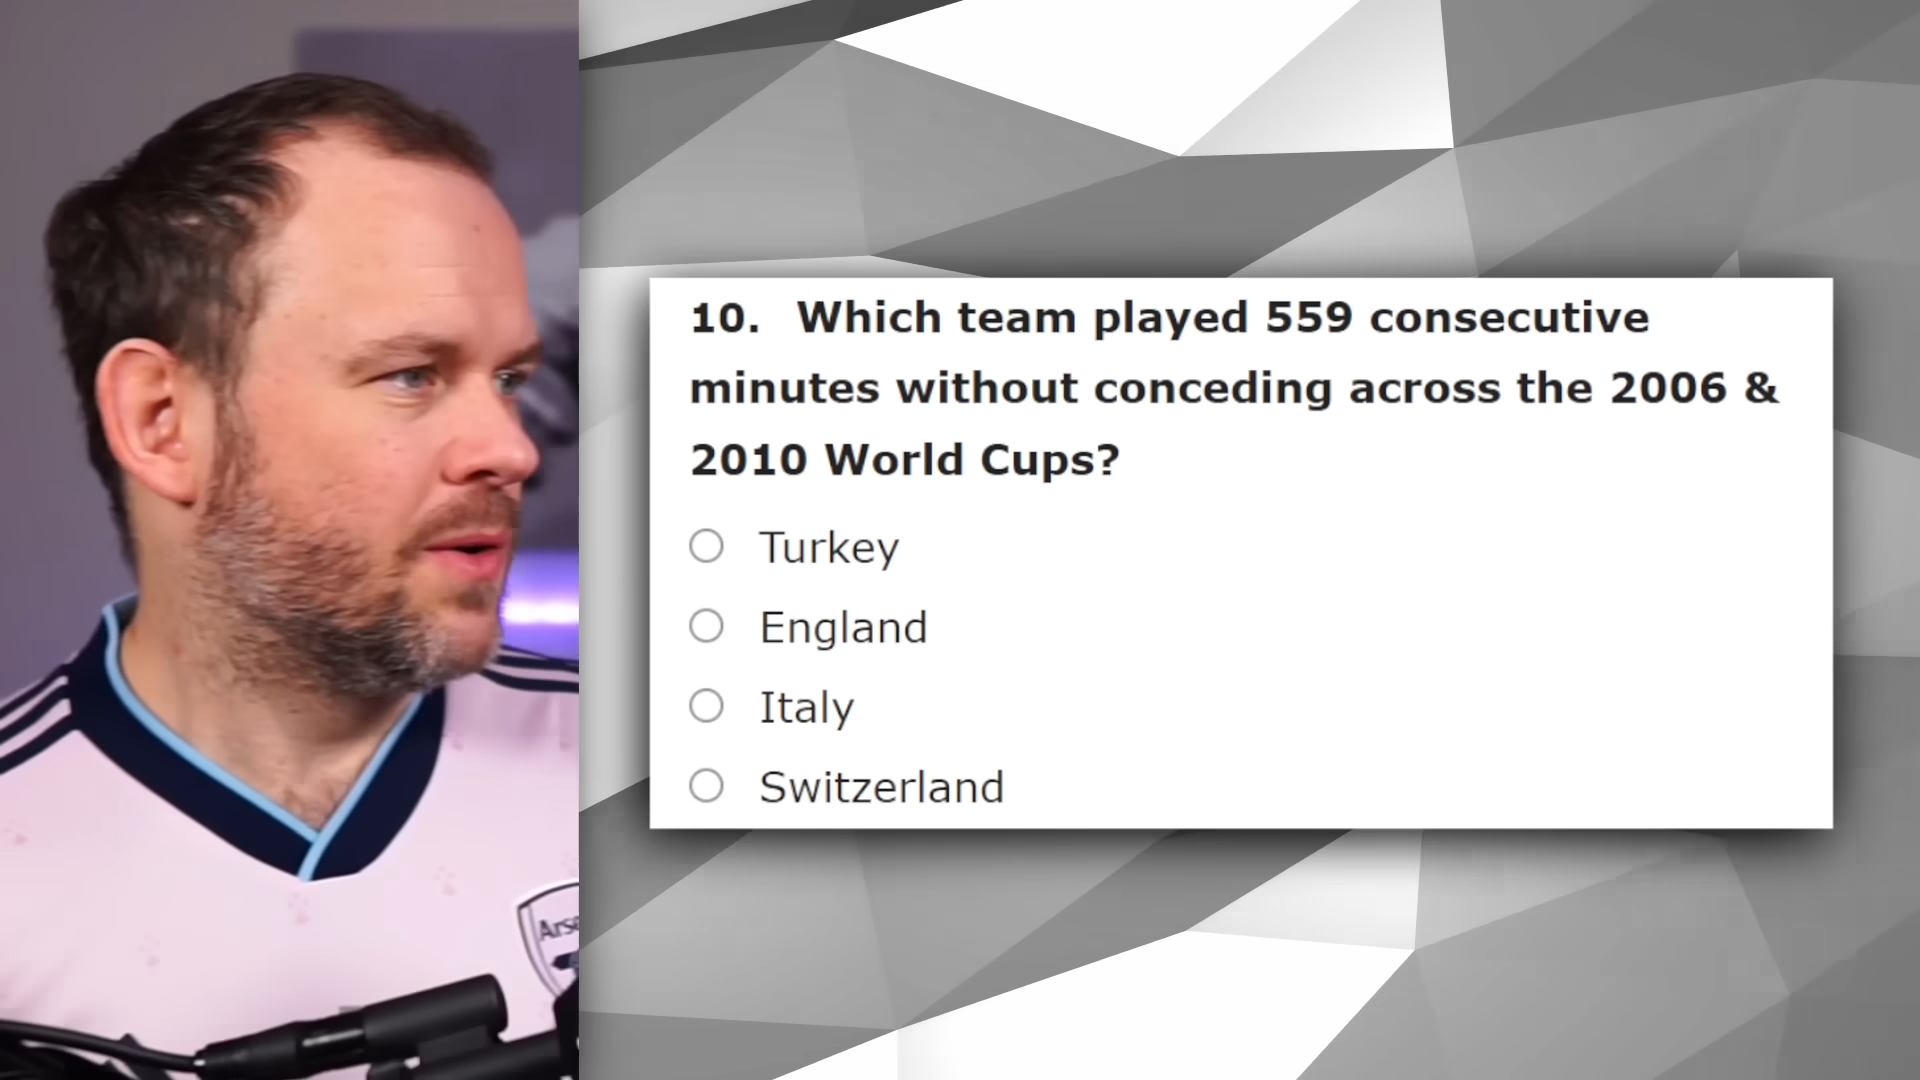 10. Which team played 559 consecutive
minutes without conceding across the 2006 &
2010 World Cups?
Turkey
England
Italy
Switzerland
Arse